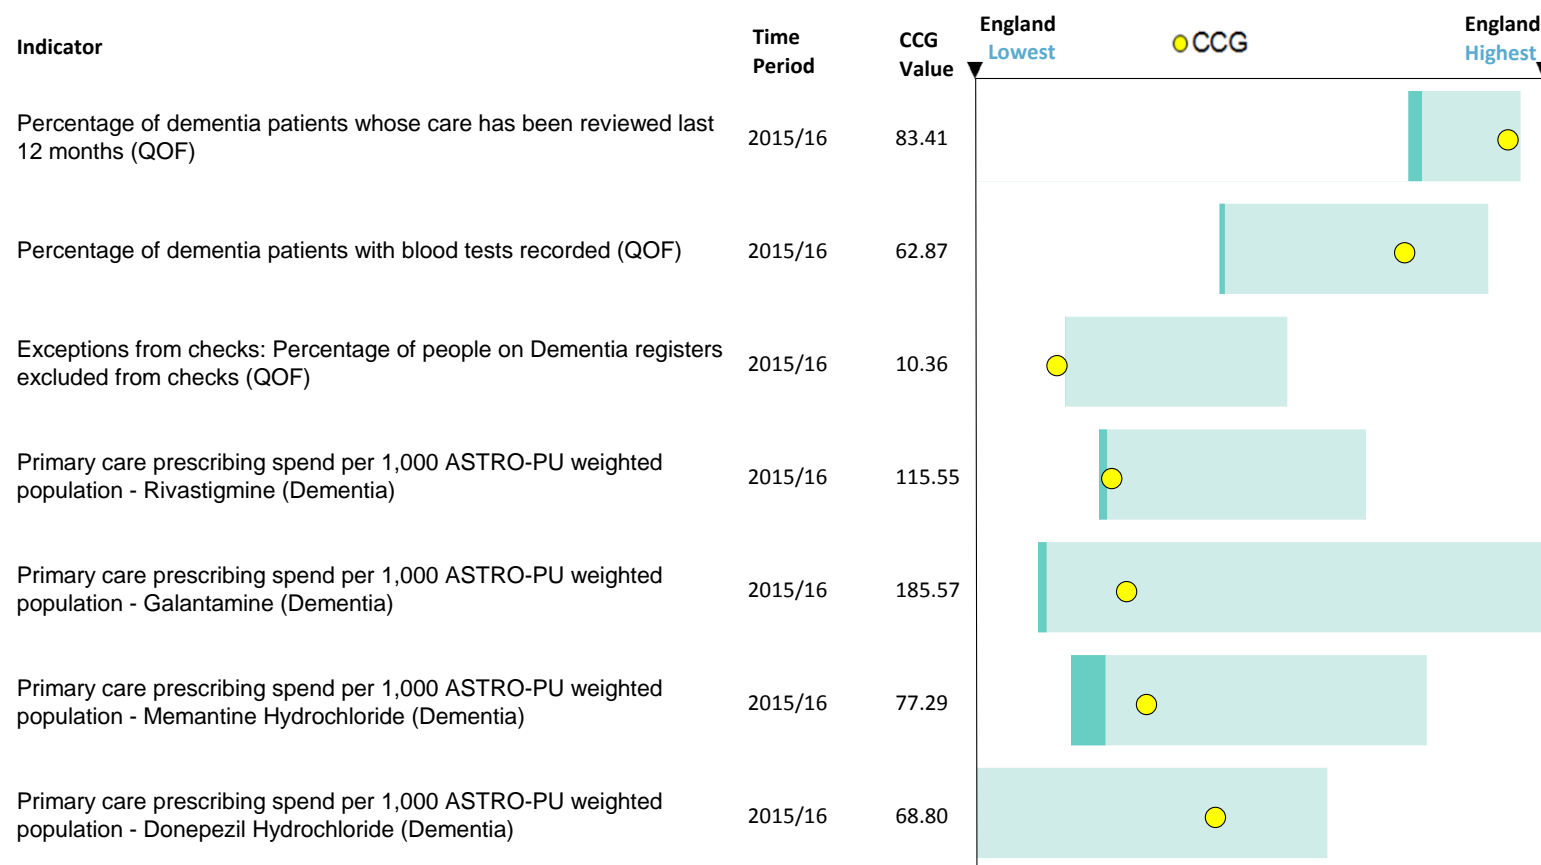 Indicator
Time
Period
CCG
Value
England
Lowest
CCG
England
Highest
Percentage of dementia patients whose care has been reviewed last
12 months (QOF)
2015/16
83.41
Percentage of dementia patients with blood tests recorded (QOF)
2015/16
62.87
Exceptions from checks: Percentage of people on Dementia registers
excluded from checks (QOF)
2015/16
10.36
Primary care prescribing spend per 1,000 ASTRO-PU weighted
population - Rivastigmine (Dementia)
2015/16
115.55
Primary care prescribing spend per 1,000 ASTRO-PU weighted
population - Galantamine (Dementia)
2015/16
185.57
Primary care prescribing spend per 1,000 ASTRO-PU weighted
population - Memantine Hydrochloride (Dementia)
2015/16
77.29
Primary care prescribing spend per 1,000 ASTRO-PU weighted
population - Donepezil Hydrochloride (Dementia)
2015/16
68.80